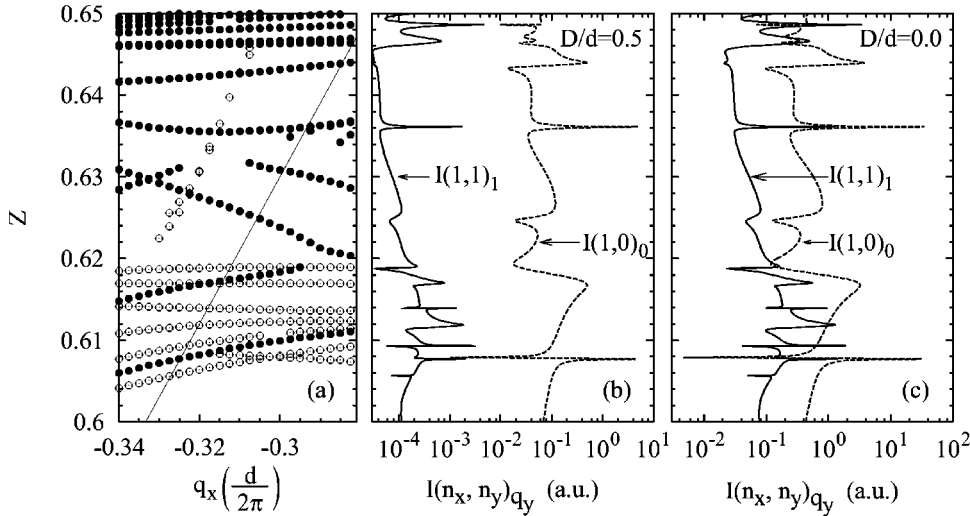 0.65
0.64
0.63
0.62
0.61
0.6
Z
-0.34
-0.32
-0.3
q_x (d/2π)
(a)
D/d=0.5
I(1,1)_1
I(1,0)_0
(b)
10^-4 10^-3 10^-2 10^-1 10^0 10^1
I(n_x, n_y)_{q_y} (a.u.)
D/d=0.0
I(1,1)_1
I(1,0)_0
(c)
10^-2 10^-1 10^0 10^1 10^2
I(n_x, n_y)_{q_y} (a.u.)